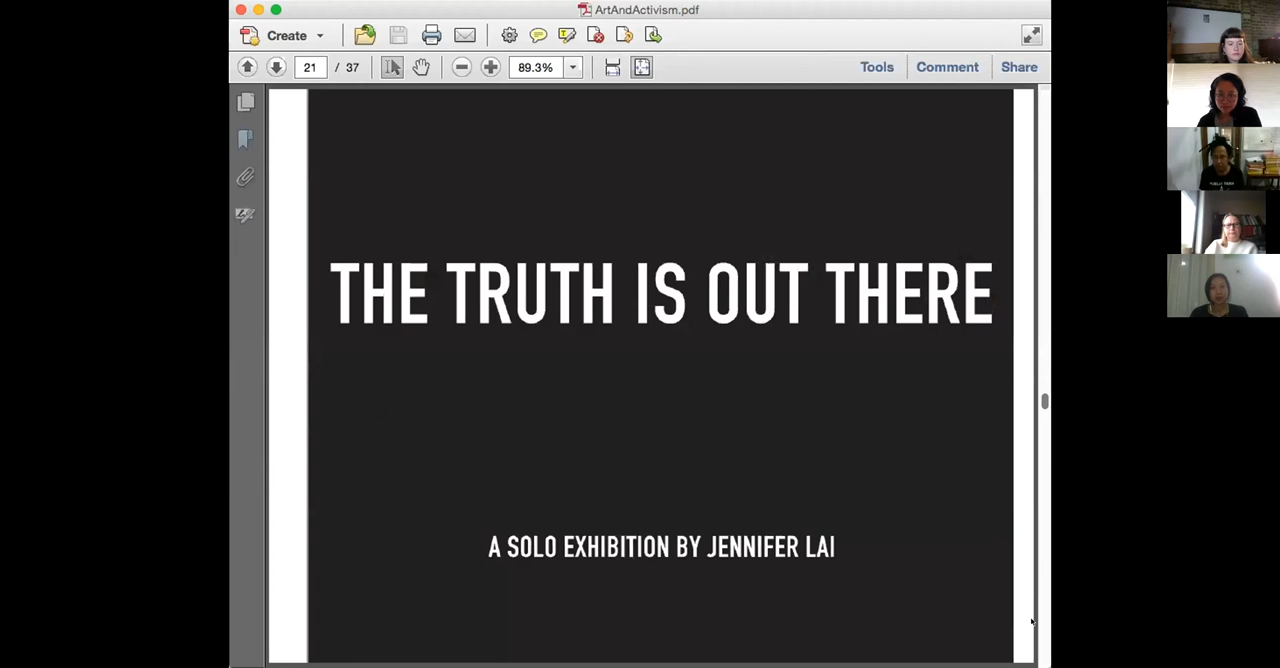 ArtAndActivism.pdf
Create
21 / 37
89.3%
Tools
Comment
Share
THE TRUTH IS OUT THERE
A SOLO EXHIBITION BY JENNIFER LAI